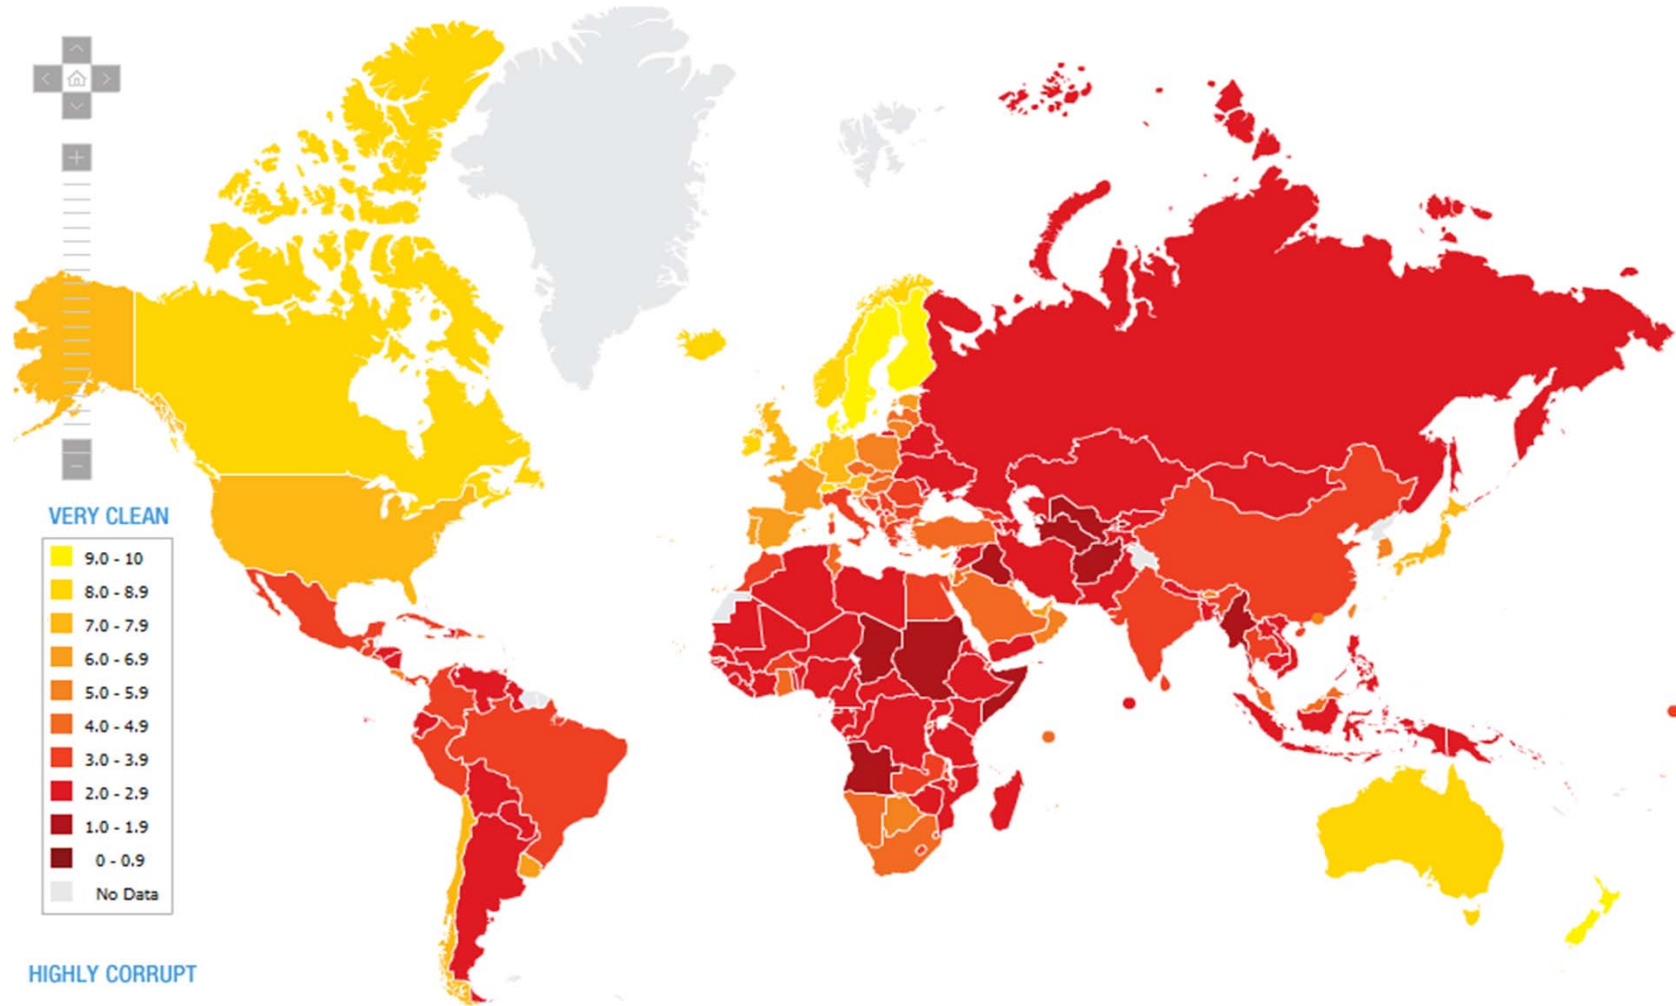 VERY CLEAN
9.0 - 10
8.0 - 8.9
7.0 - 7.9
6.0 - 6.9
5.0 - 5.9
4.0 - 4.9
3.0 - 3.9
2.0 - 2.9
1.0 - 1.9
0 - 0.9
No Data
HIGHLY CORRUPT